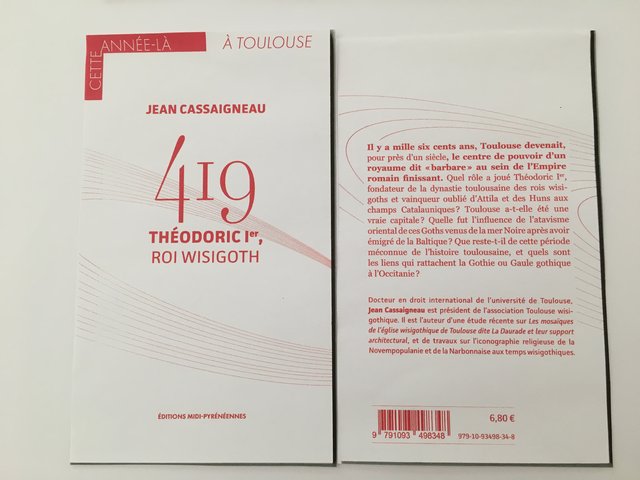 CETTE
ANNÉE-LÀ
À TOULOUSE
JEAN CASSAIGNEAU
419
THÉODORIC Ier,
ROI WISIGOTH
ÉDITIONS MIDI-PYRÉNÉENNES
Il y a mille six cents ans, Toulouse devenait,
pour près d'un siècle, le centre de pouvoir d'un
royaume dit «barbare» au sein de l'Empire
romain finissant. Quel rôle a joué Théodoric Ier,
fondateur de la dynastie toulousaine des rois wisi-
goths et vainqueur oublié d'Attila et des Huns aux
champs Catalauniques? Toulouse a-t-elle été une
vraie capitale? Quelle fut l'influence de l'atavisme
oriental de ces Goths venus de la mer Noire après avoir
émigré de la Baltique? Que reste-t-il de cette période
méconnue de l'histoire toulousaine, et quels sont
les liens qui rattachent la Gothie ou Gaule gothique
à l'Occitanie?
Docteur en droit international de l'université de Toulouse,
Jean Cassaigneau est président de l'association Toulouse wisi-
gothique. Il est l'auteur d'une étude récente sur Les mosaïques
de l'église wisigothique de Toulouse dite La Daurade et leur support
architectural, et de travaux sur l'iconographie religieuse de la
Novempopulanie et de la Narbonnaise aux temps wisigothiques.
6,80 €
9 791093 498348
979-10-93498-34-8